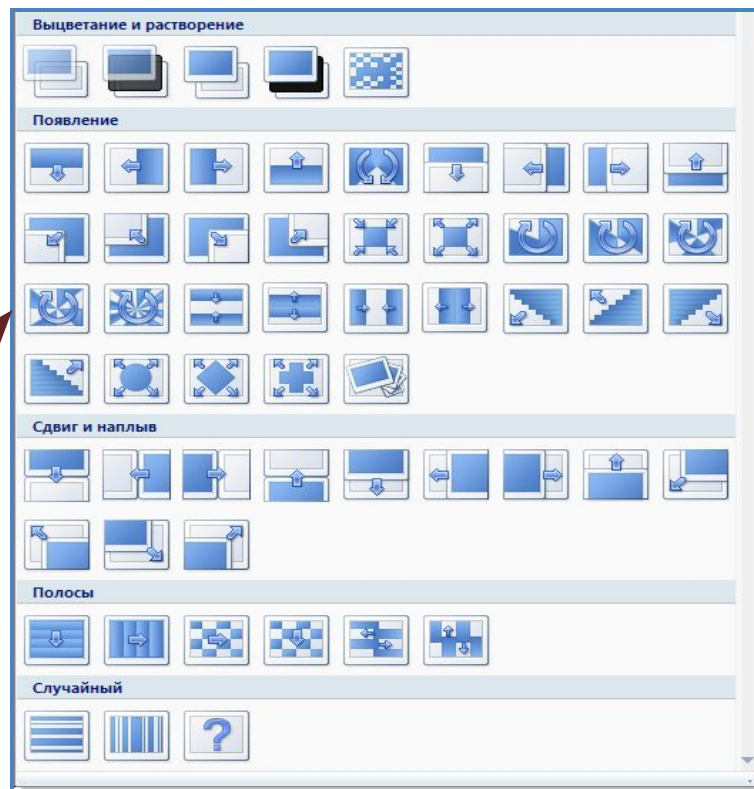 Выцветание и растворение
Появление
Сдвиг и наплыв
Полосы
Случайный
?